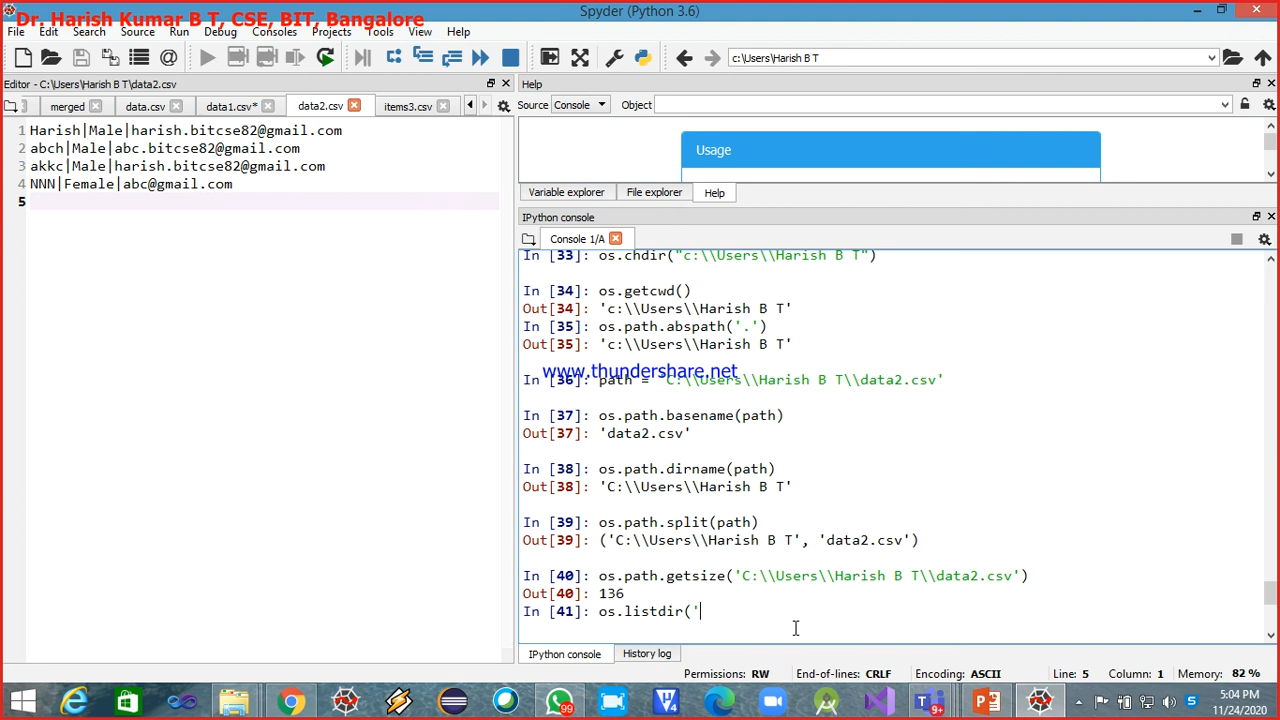 Spyder (Python 3.6)
Dr. Harish Kumar B T, CSE, BIT, Bangalore
File Edit Search Source Run Debug Consoles Projects Tools View Help
c:\Users\Harish B T
Editor - C:\Users\Harish B T\data2.csv
merged data.csv data1.csv* data2.csv items3.csv
1 Harish|Male|harish.bitcse82@gmail.com
2 abch|Male|abc.bitcse82@gmail.com
3 akkc|Male|harish.bitcse82@gmail.com
4 NNN|Female|abc@gmail.com
5
Help
Source Console Object
Usage
Variable explorer File explorer Help
IPython console
Console 1/A
In [33]: os.chdir("c:\\Users\\Harish B T")
In [34]: os.getcwd()
Out[34]: 'c:\\Users\\Harish B T'
In [35]: os.path.abspath('.')
Out[35]: 'c:\\Users\\Harish B T'
www.thundershare.net
In [36]: path = 'C:\\Users\\Harish B T\\data2.csv'
In [37]: os.path.basename(path)
Out[37]: 'data2.csv'
In [38]: os.path.dirname(path)
Out[38]: 'C:\\Users\\Harish B T'
In [39]: os.path.split(path)
Out[39]: ('C:\\Users\\Harish B T', 'data2.csv')
In [40]: os.path.getsize('C:\\Users\\Harish B T\\data2.csv')
Out[40]: 136
In [41]: os.listdir('
IPython console History log
Permissions: RW End-of-lines: CRLF Encoding: ASCII Line: 5 Column: 1 Memory: 82 %
99
9+
5:04 PM
11/24/2020